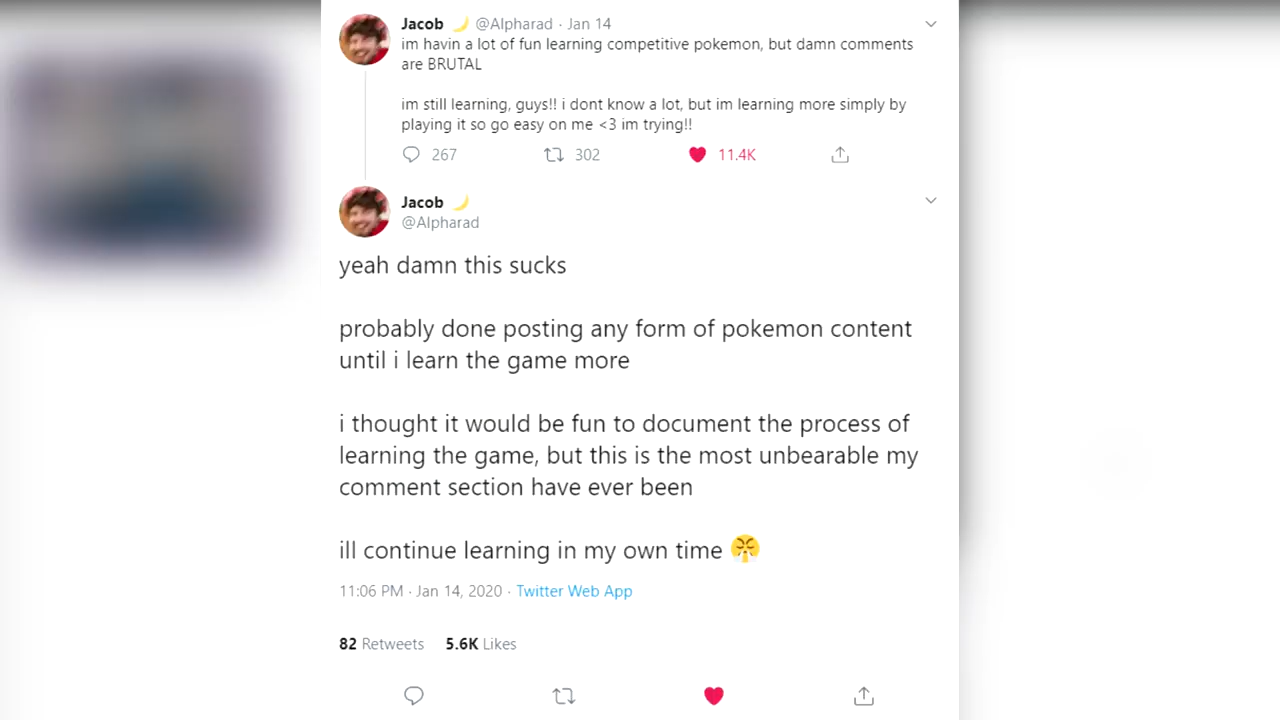 Jacob 🌙 @Alpharad · Jan 14
im havin a lot of fun learning competitive pokemon, but damn comments
are BRUTAL
im still learning, guys!! i dont know a lot, but im learning more simply by
playing it so go easy on me <3 im trying!!
267 302 11.4K
Jacob 🌙
@Alpharad
yeah damn this sucks
probably done posting any form of pokemon content
until i learn the game more
i thought it would be fun to document the process of
learning the game, but this is the most unbearable my
comment section have ever been
ill continue learning in my own time 😤
11:06 PM · Jan 14, 2020 · Twitter Web App
82 Retweets 5.6K Likes